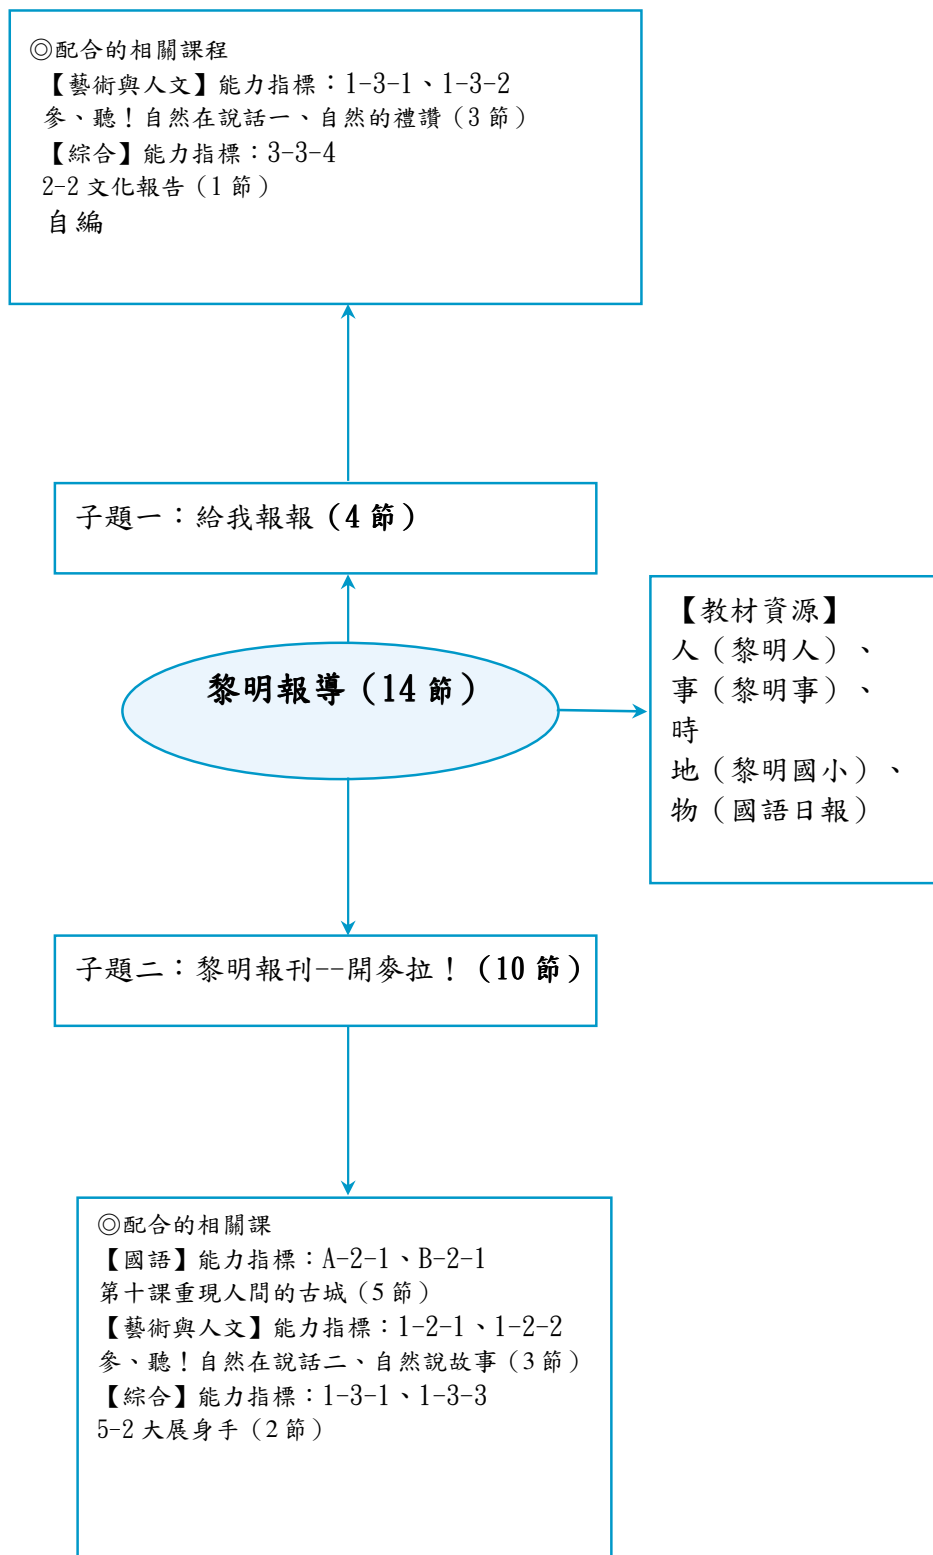 ◎配合的相關課程
【藝術與人文】能力指標：1-3-1、1-3-2
參、聽！自然在說話一、自然的禮讚（3 節）
【綜合】能力指標：3-3-4
2-2 文化報告（1 節）
自編
子題一：給我報報（4 節）
【教材資源】
人（黎明人）、
事（黎明事）、
時
地（黎明國小）、
物（國語日報）
黎明報導（14 節）
子題二：黎明報刊--開麥拉！（10 節）
◎配合的相關課
【國語】能力指標：A-2-1、B-2-1
第十課重現人間的古城（5 節）
【藝術與人文】能力指標：1-2-1、1-2-2
參、聽！自然在說話二、自然說故事（3 節）
【綜合】能力指標：1-3-1、1-3-3
5-2 大展身手（2 節）